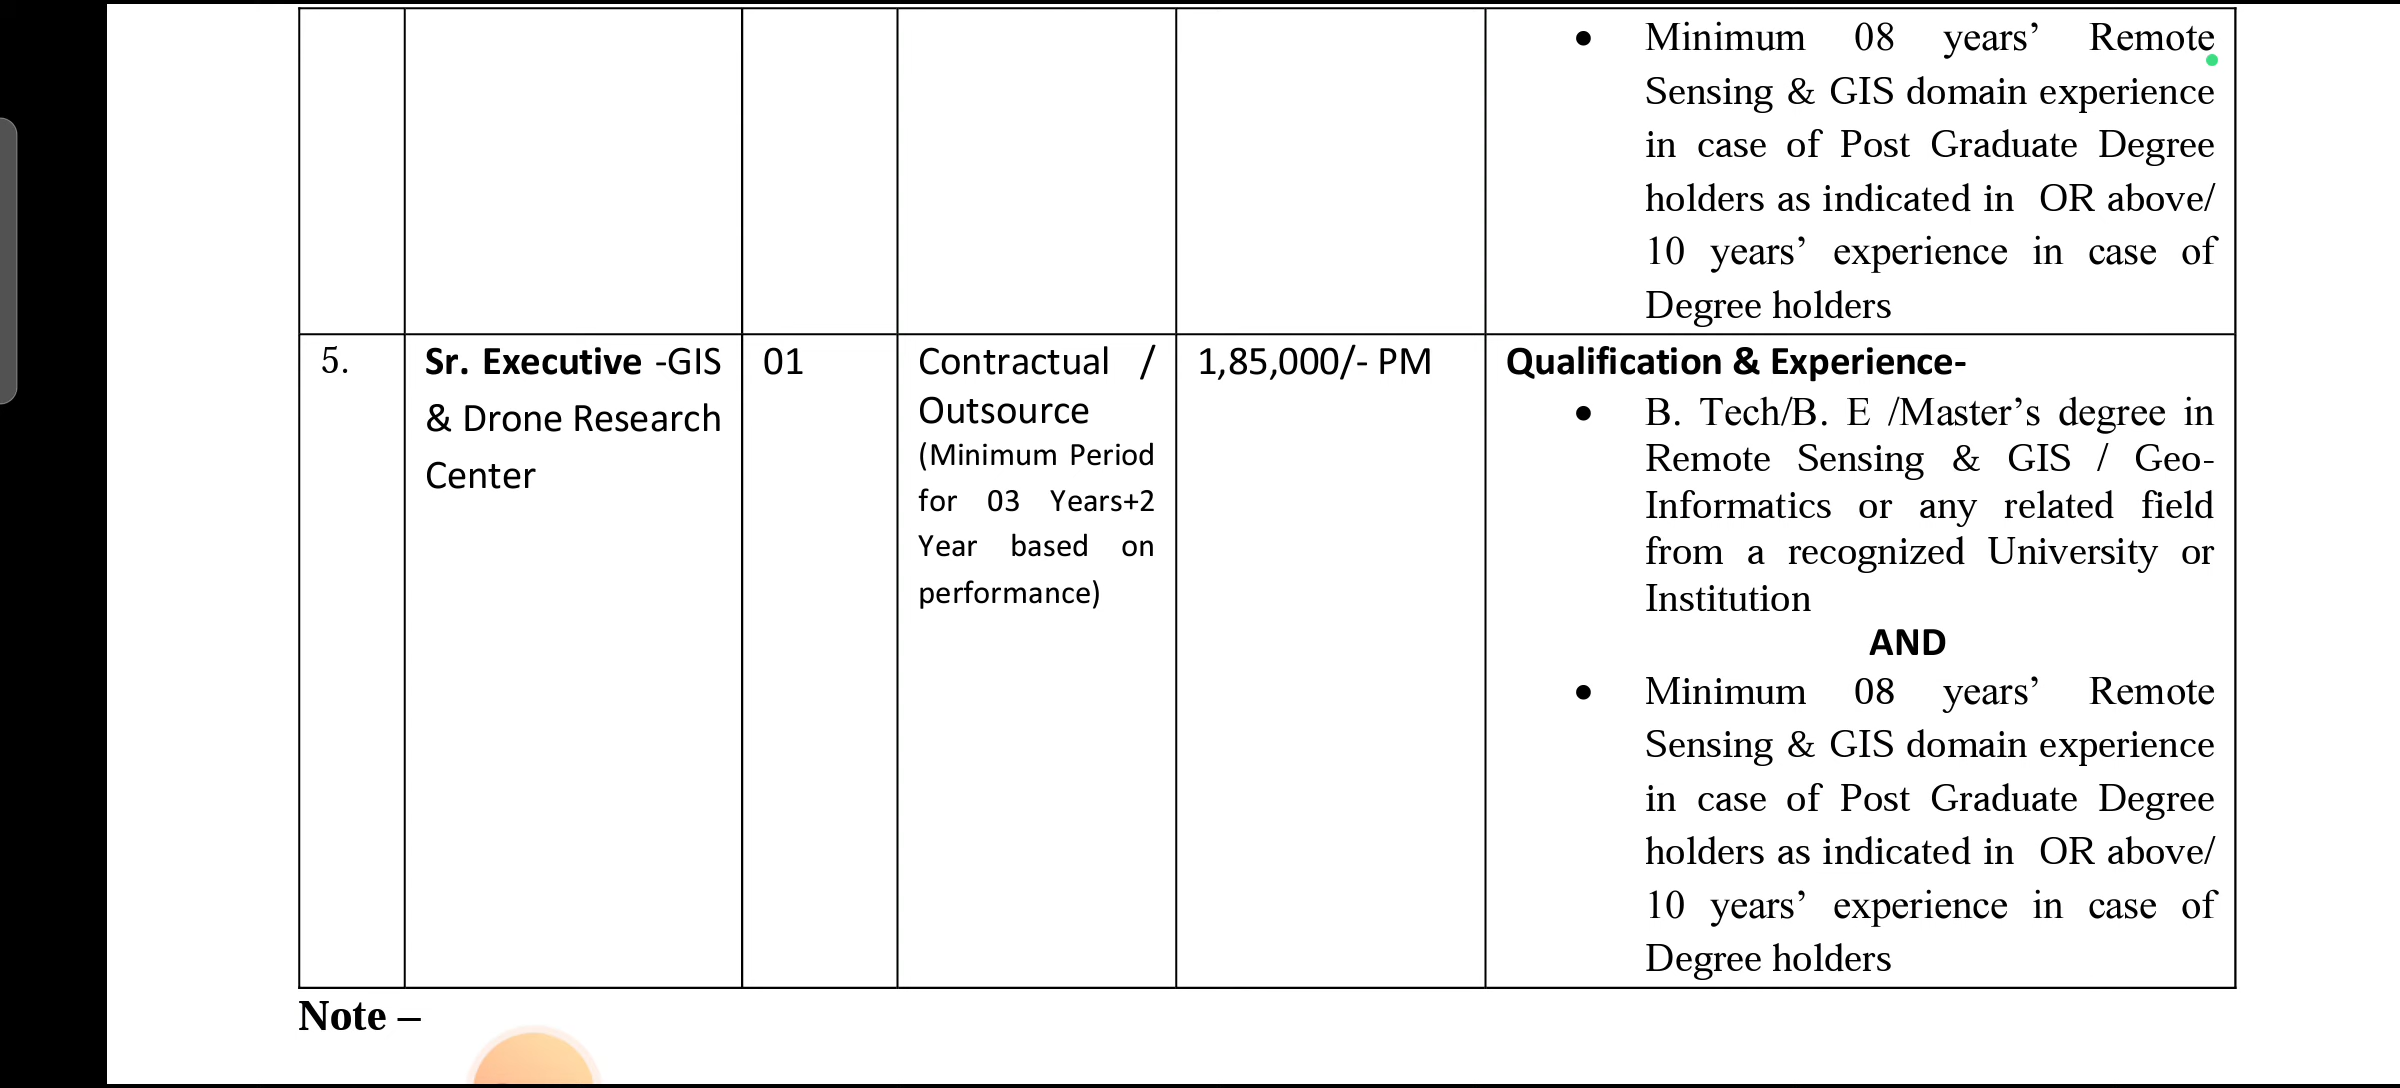 • Minimum 08 years’ Remote
Sensing & GIS domain experience
in case of Post Graduate Degree
holders as indicated in OR above/
10 years’ experience in case of
Degree holders
5.
Sr. Executive -GIS
& Drone Research
Center
01
Contractual /
Outsource
(Minimum Period
for 03 Years+2
Year based on
performance)
1,85,000/- PM
Qualification & Experience-
• B. Tech/B. E /Master’s degree in
Remote Sensing & GIS / Geo-
Informatics or any related field
from a recognized University or
Institution
AND
• Minimum 08 years’ Remote
Sensing & GIS domain experience
in case of Post Graduate Degree
holders as indicated in OR above/
10 years’ experience in case of
Degree holders
Note –